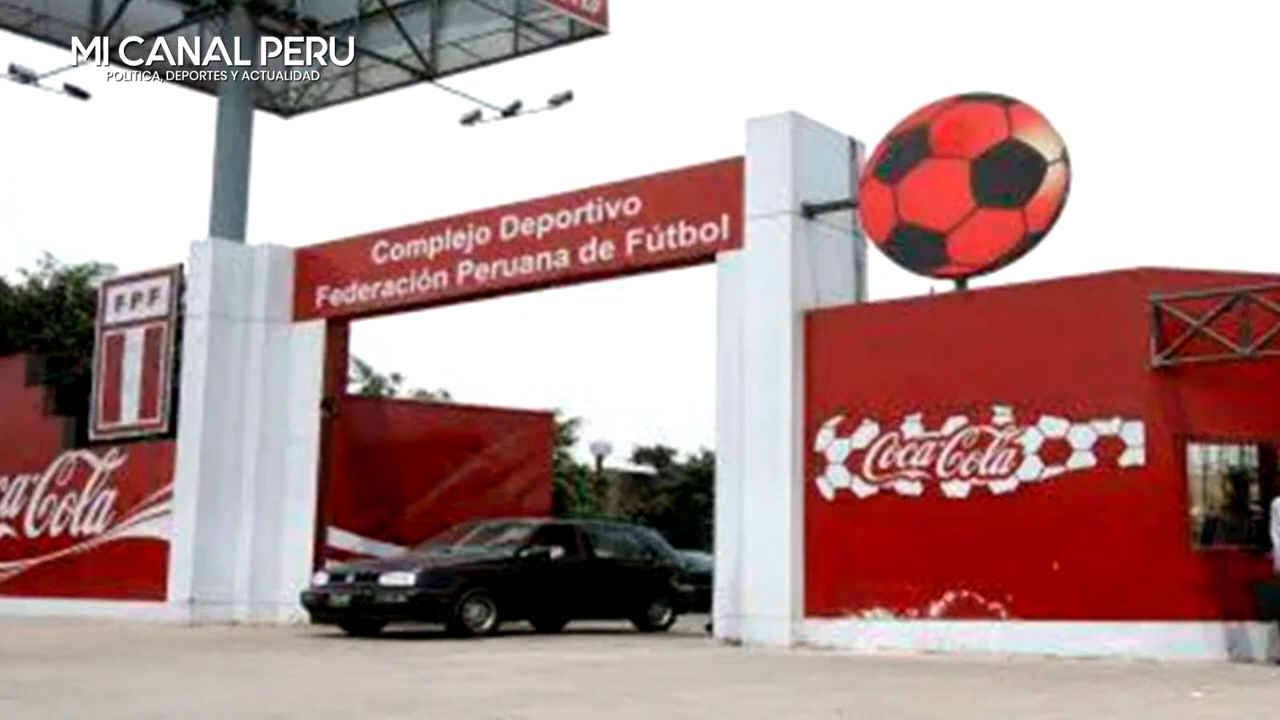 MI CANAL PERU
POLITICA, DEPORTES Y ACTUALIDAD
Complejo Deportivo
Federación Peruana de Fútbol
FPF
Coca-Cola
Coca-Cola